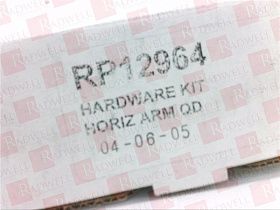 RP12964
HARDWARE KIT
HORIZ ARM QD
04-06-05